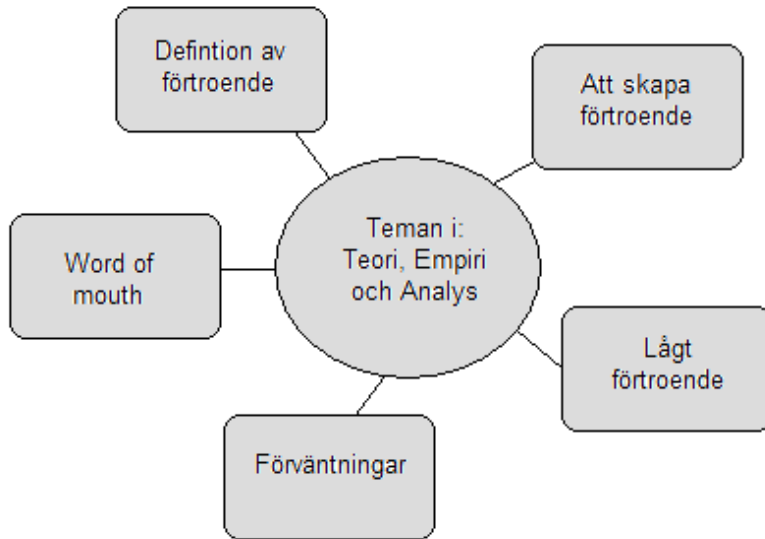 Defintion av
förtroende
Att skapa
förtroende
Teman i:
Teori, Empiri
och Analys
Word of
mouth
Lågt
förtroende
Förväntningar